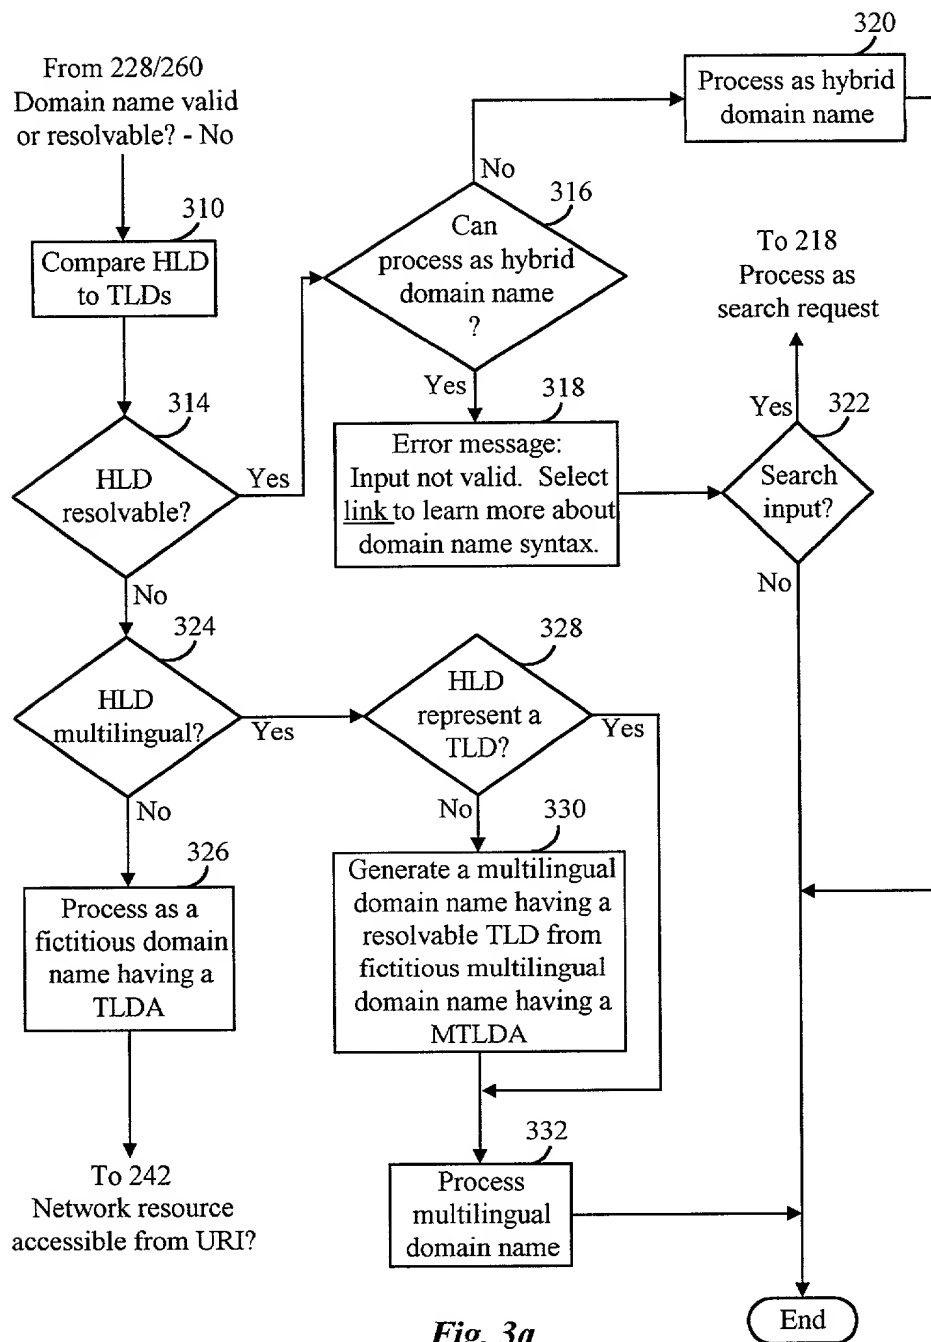 320
From 228/260
Domain name valid
or resolvable? - No
Process as hybrid
domain name
No
310
316
Compare HLD
to TLDs
Can
process as hybrid
domain name
?
To 218
Process as
search request
Yes
318
314
Yes
322
HLD
resolvable?
Yes
Error message:
Input not valid. Select
link to learn more about
domain name syntax.
Search
input?
No
No
324
328
HLD
multilingual?
Yes
HLD
represent a
TLD?
Yes
No
No
330
326
Process as a
fictitious domain
name having a
TLDA
Generate a multilingual
domain name having a
resolvable TLD from
fictitious multilingual
domain name having a
MTLDA
332
To 242
Network resource
accessible from URI?
Process
multilingual
domain name
End
Fig. 3a